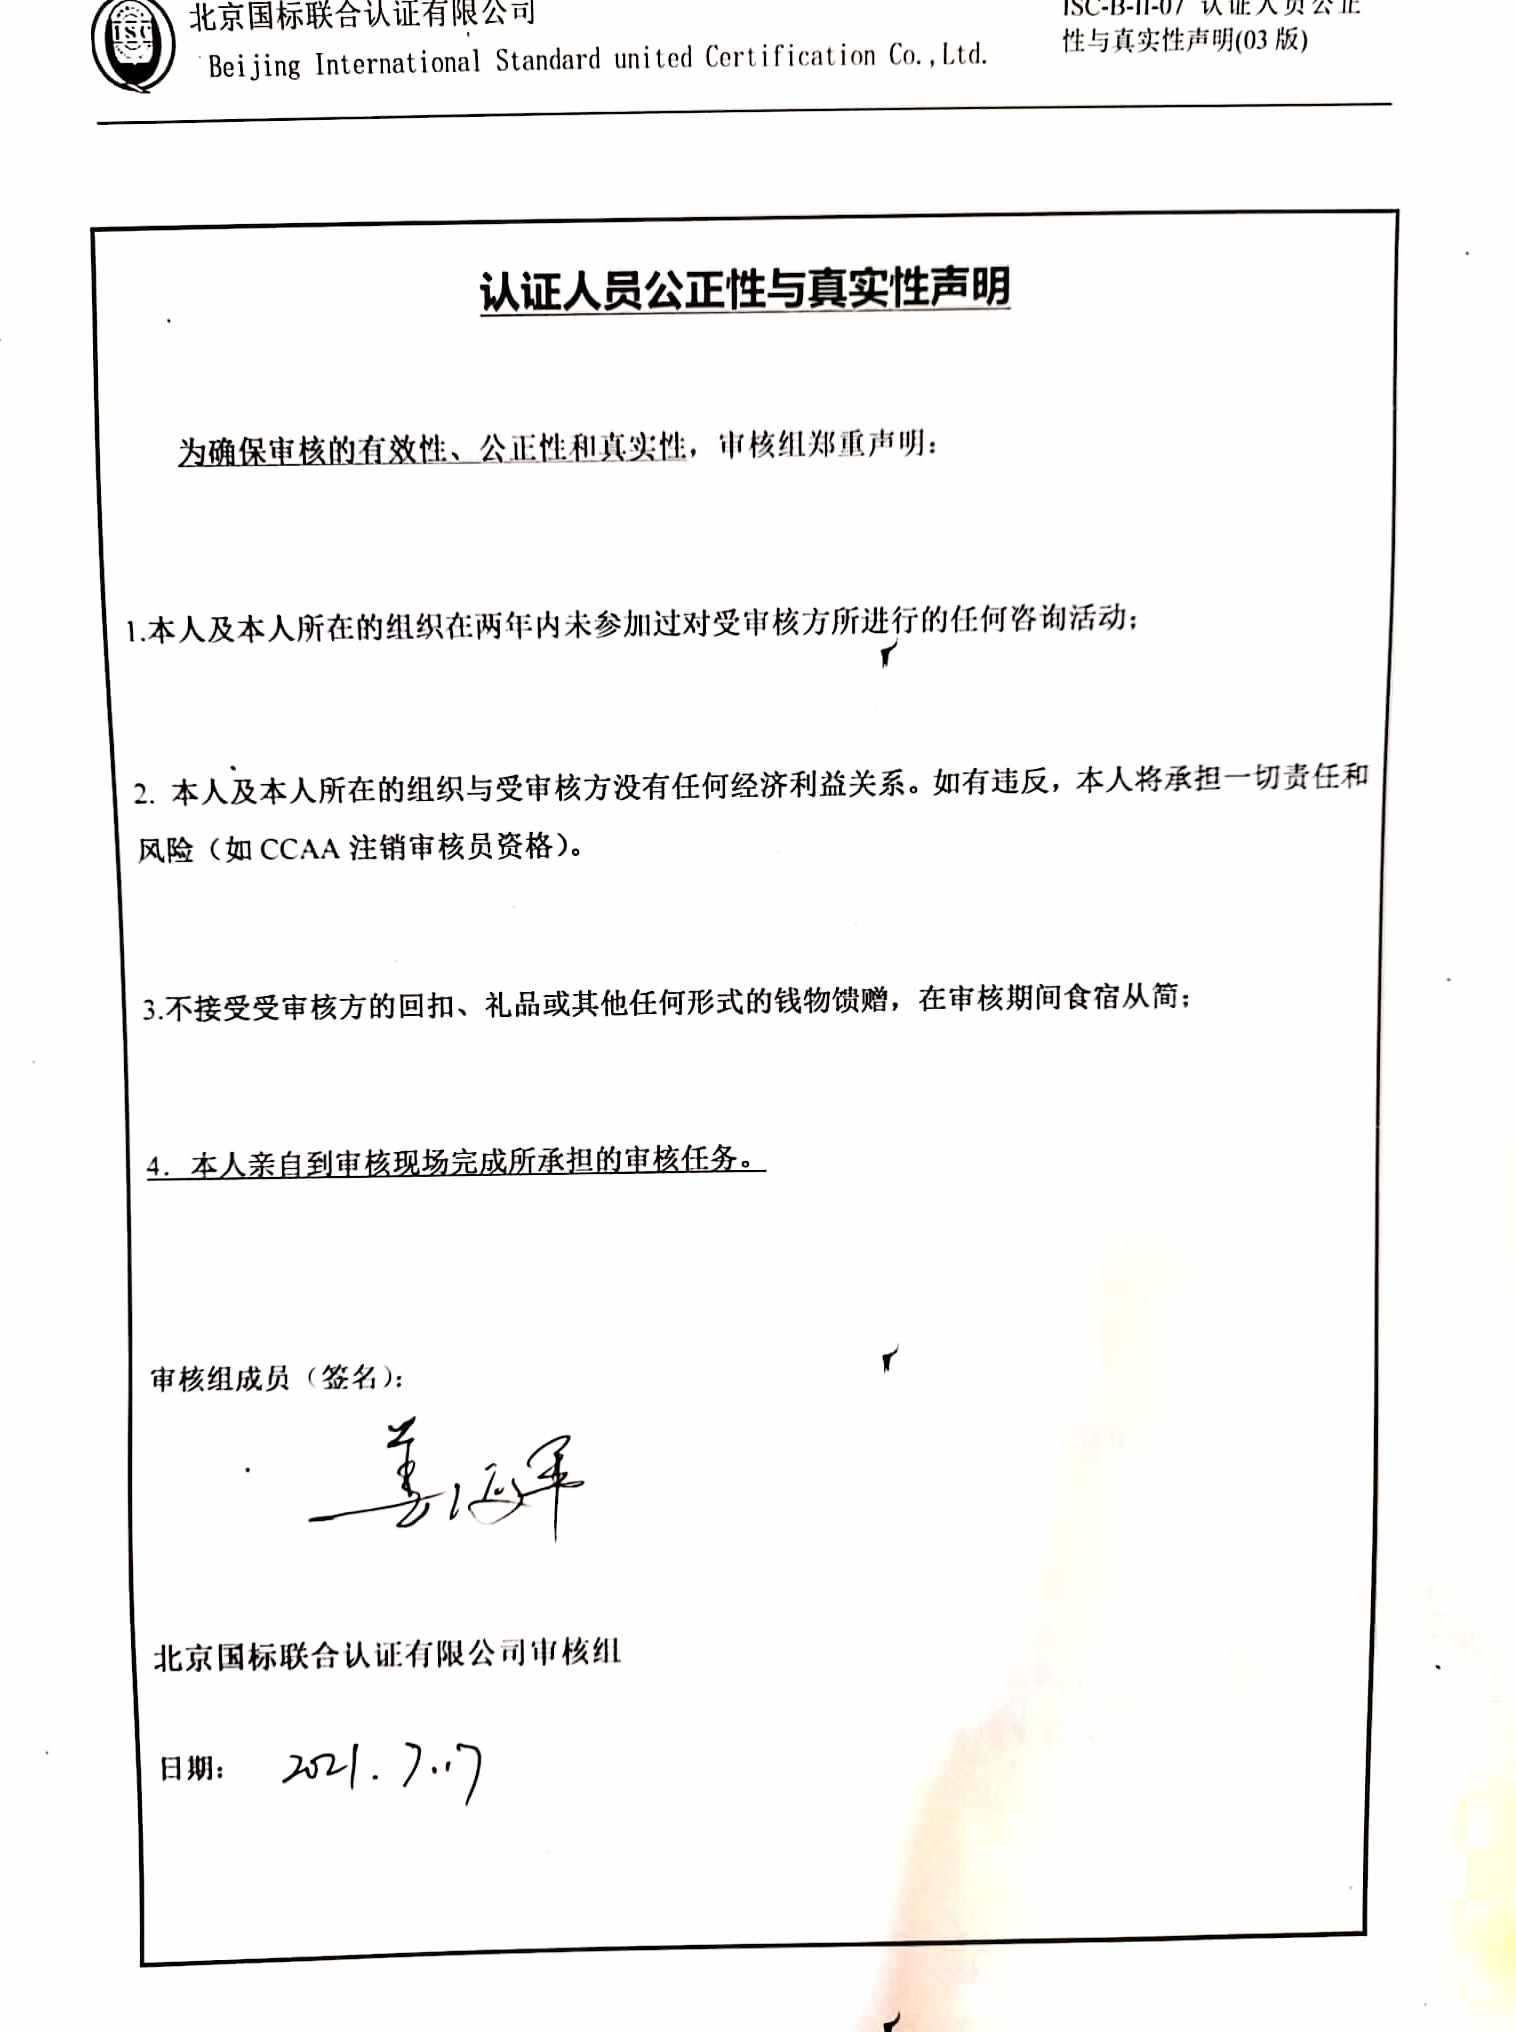 北京国标联合认证有限公司
Beijing International Standard united Certification Co.,Ltd.
ISC-B-II-07 认证人员公正
性与真实性声明(03 版)
ISC
认证人员公正性与真实性声明
为确保审核的有效性、公正性和真实性，审核组郑重声明：
1.本人及本人所在的组织在两年内未参加过对受审核方所进行的任何咨询活动；
2. 本人及本人所在的组织与受审核方没有任何经济利益关系。如有违反，本人将承担一切责任和
风险（如 CCAA 注销审核员资格）。
3.不接受受审核方的回扣、礼品或其他任何形式的钱物馈赠，在审核期间食宿从简；
4. 本人亲自到审核现场完成所承担的审核任务。
审核组成员（签名）：
姜海军
北京国标联合认证有限公司审核组
日期： 2021.7.17